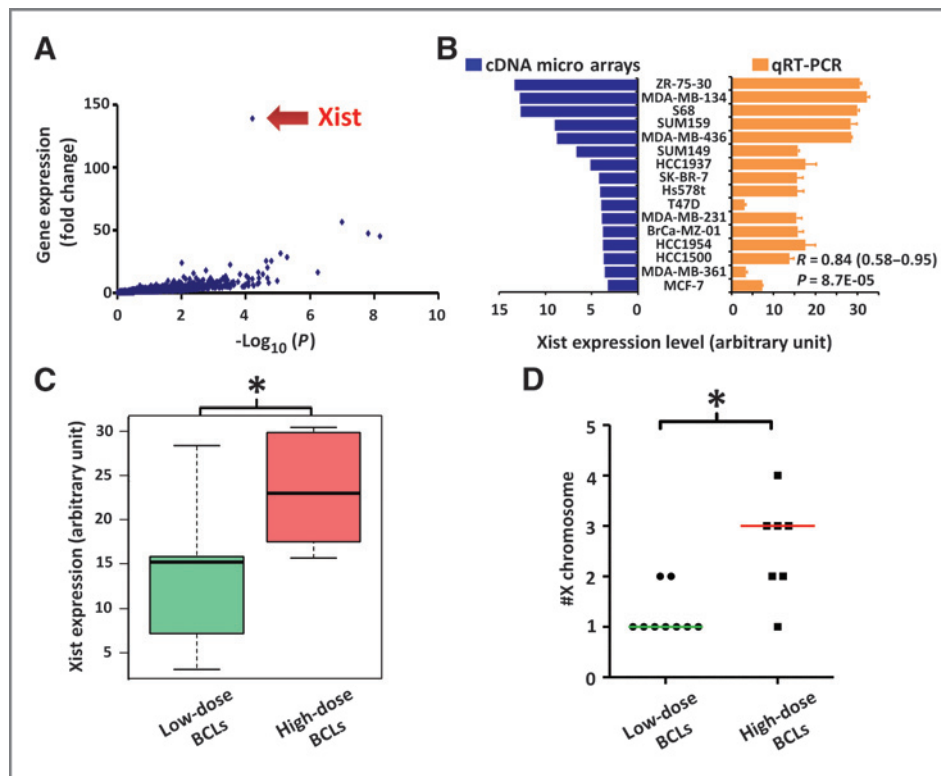 A
Gene expression
(fold change)
150
100
50
0
Xist
0 2 4 6 8 10
-Log10 (P)
B
cDNA micro arrays
qRT-PCR
ZR-75-30
MDA-MB-134
S68
SUM159
MDA-MB-436
SUM149
HCC1937
SK-BR-7
Hs578t
T47D
MDA-MB-231
BrCa-MZ-01
HCC1954
HCC1500
MDA-MB-361
MCF-7
R = 0.84 (0.58–0.95)
P = 8.7E-05
15 10 5 0 0 10 20 30
Xist expression level (arbitrary unit)
C
*
Xist expression (arbitrary unit)
30
25
20
15
10
5
Low-dose
BCLs
High-dose
BCLs
D
*
#X chromosome
5
4
3
2
1
0
Low-dose
BCLs
High-dose
BCLs